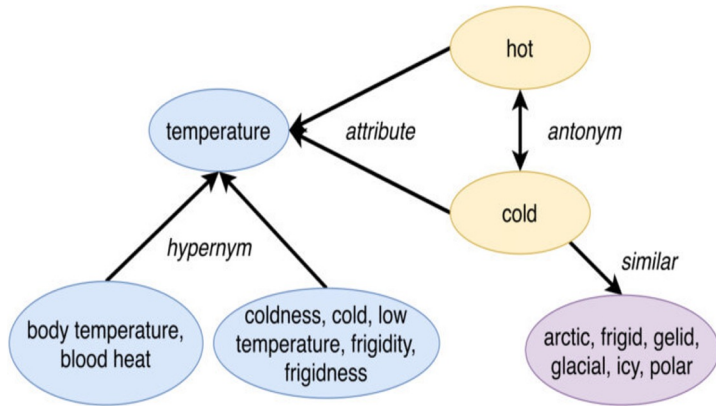 hot
temperature
attribute
antonym
cold
hypernym
similar
body temperature,
blood heat
coldness, cold, low
temperature, frigidity,
frigidness
arctic, frigid, gelid,
glacial, icy, polar